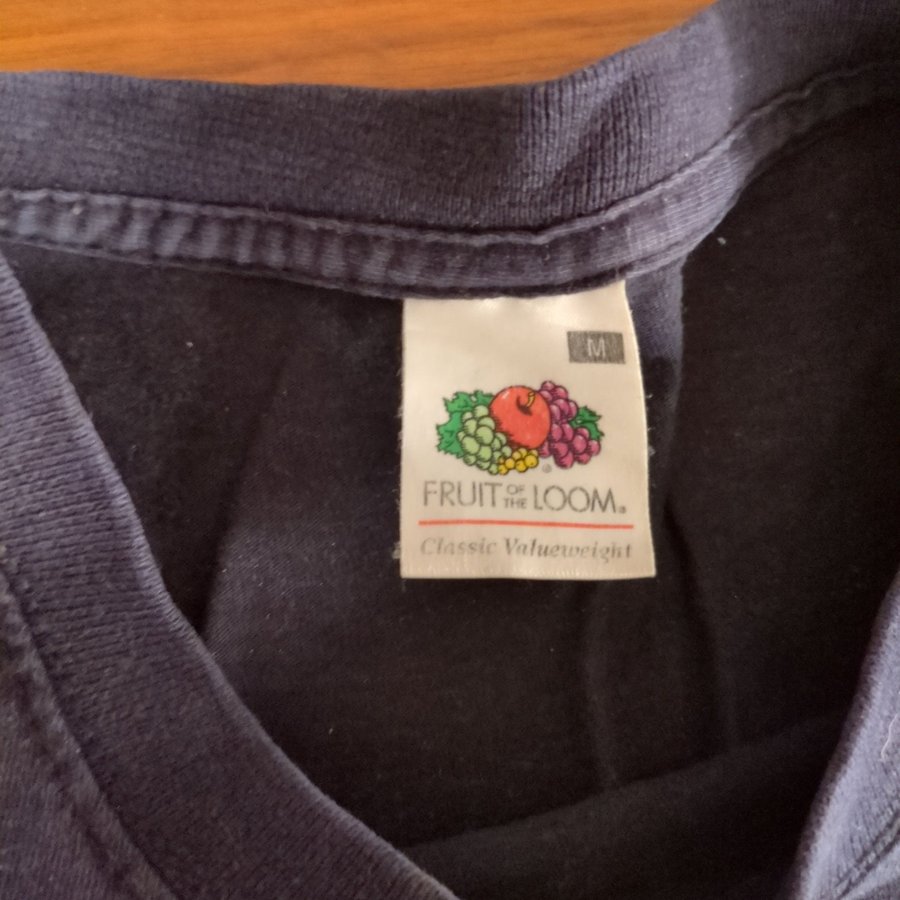 M
FRUIT OF THE LOOM®
Classic Valueweight